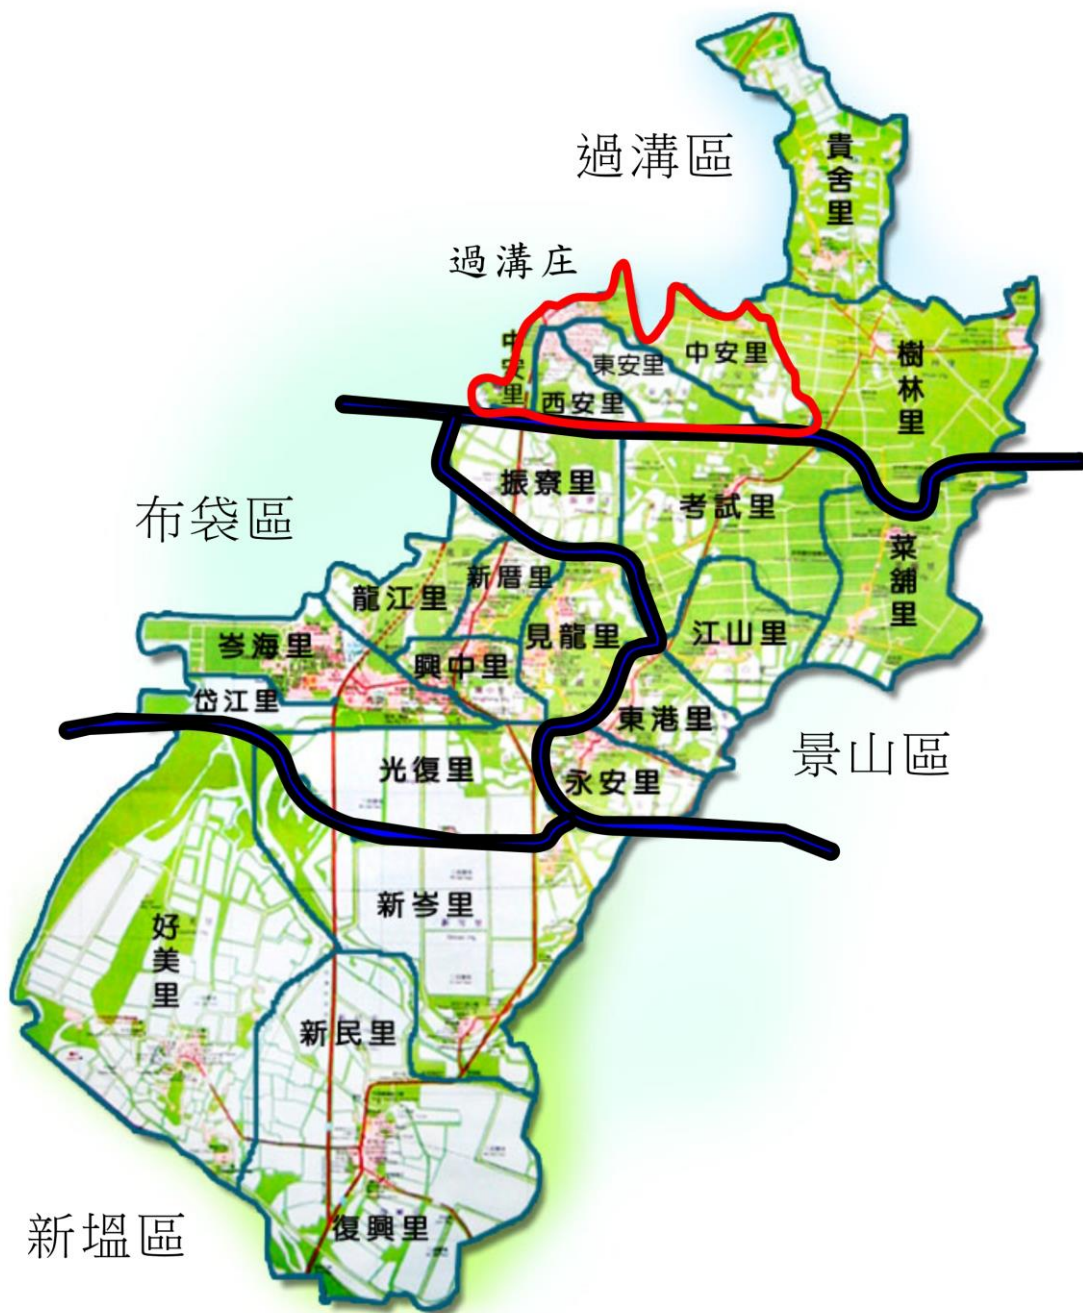 過溝區
貴舍里
過溝庄
中安里
東安里
中安里
西安里
樹林里
振寮里
考試里
布袋區
菜舖里
新厝里
龍江里
見龍里
江山里
岑海里
興中里
岱江里
東港里
景山區
光復里
永安里
新岑里
好美里
新民里
新塭區
復興里